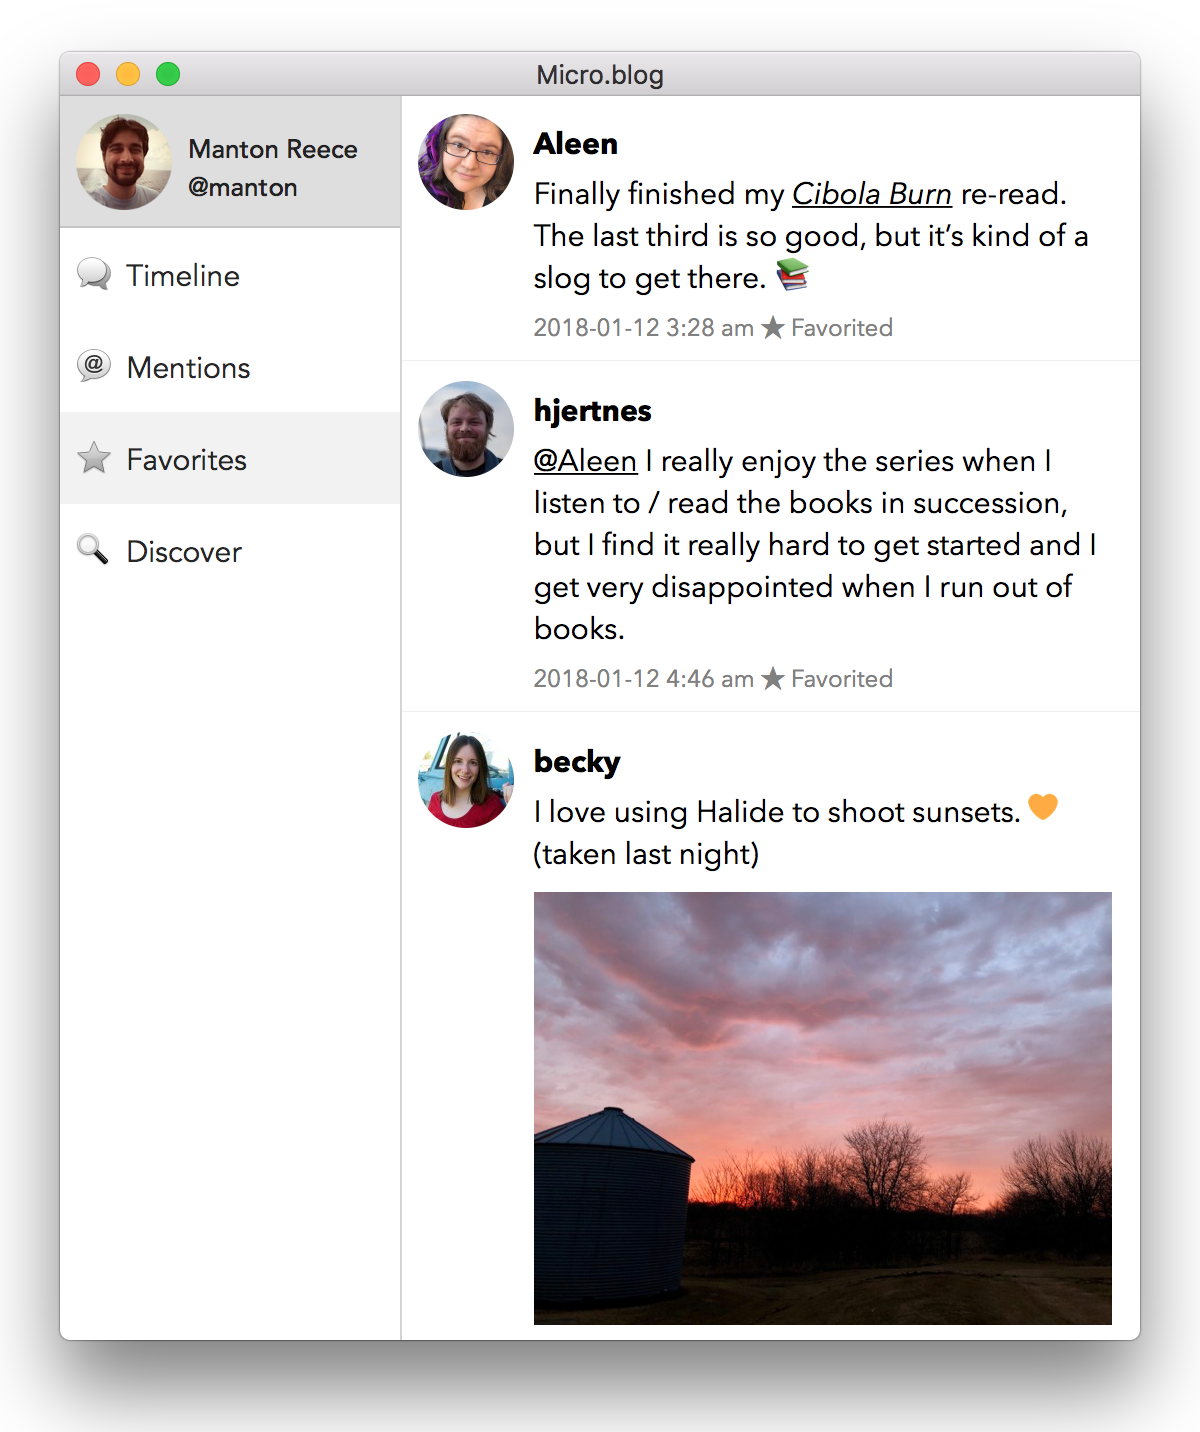 Micro.blog
Manton Reece
@manton
Timeline
Mentions
Favorites
Discover
Aleen
Finally finished my Cibola Burn re-read.
The last third is so good, but it’s kind of a
slog to get there. 📚
2018-01-12 3:28 am ★ Favorited
hjertnes
@Aleen I really enjoy the series when I
listen to / read the books in succession,
but I find it really hard to get started and I
get very disappointed when I run out of
books.
2018-01-12 4:46 am ★ Favorited
becky
I love using Halide to shoot sunsets. 🧡
(taken last night)